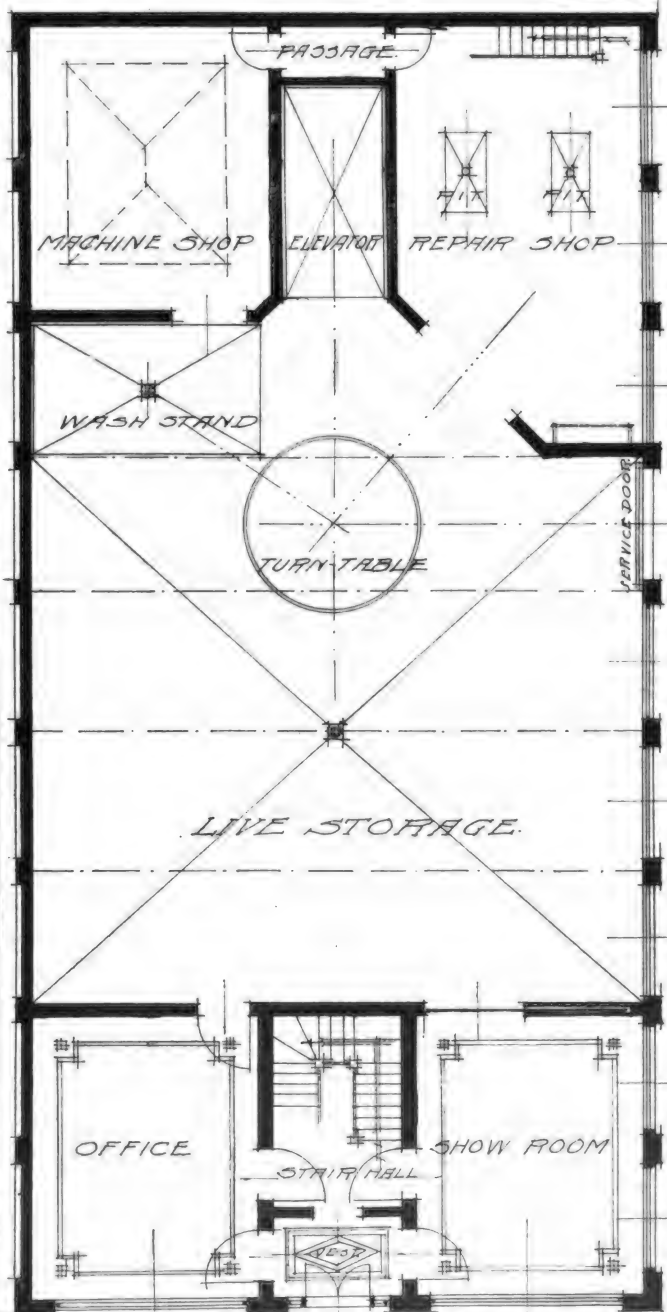 PASSAGE.
PIT
PIT
MACHINE SHOP
ELEVATOR
REPAIR SHOP
WASH STAND
SERVICE DOOR
TURN-TABLE
LIVE STORAGE.
OFFICE
SHOW ROOM
STAIR HALL
VEST